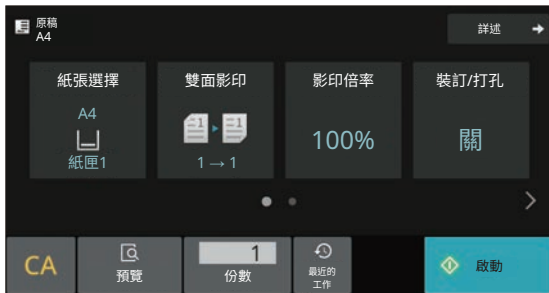 原稿
A4
詳述
紙張選擇
A4
紙匣1
雙面影印
1
1
1 → 1
影印倍率
100%
裝訂/打孔
關
CA
預覽
1
份數
最近的
工作
啟動